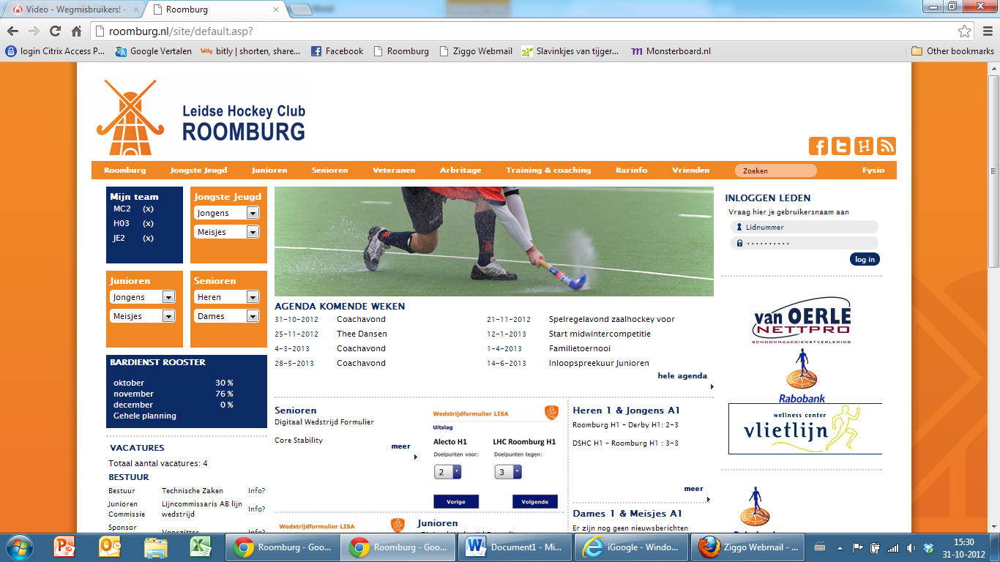 Video - Wegmisbruikers! -
Roomburg
roomburg.nl/site/default.asp?
login Citrix Access P...
Google Vertalen
bitly | shorten, share...
Facebook
Roomburg
Ziggo Webmail
Slavinkjes van tijger...
Monsterboard.nl
Other bookmarks
Leidse Hockey Club
ROOMBURG
Roomburg Jongste Jeugd Junioren Senioren Veteranen Arbitrage Training & coaching Barinfo Vrienden Zoeken Fysio
Mijn team
MC2 (x)
H03 (x)
JE2 (x)
Jongste Jeugd
Jongens
Meisjes
Junioren
Jongens
Meisjes
Senioren
Heren
Dames
BARDIENST ROOSTER
oktober 30 %
november 76 %
december 0 %
Gehele planning
VACATURES
Totaal aantal vacatures: 4
BESTUUR
Bestuur Technische Zaken Info?
Junioren Commissie Lijncommissaris AB lijn wedstrijd Info?
Sponsor Voorzitter Info?
AGENDA KOMENDE WEKEN
31-10-2012 Coachavond 21-11-2012 Spelregelavond zaalhockey voor
25-11-2012 Thee Dansen 12-1-2013 Start midwintercompetitie
4-3-2013 Coachavond 1-4-2013 Familietoernooi
28-5-2013 Coachavond 14-6-2013 Inloopspreekuur Junioren
hele agenda
Senioren
Digitaal Wedstrijd Formulier
Core Stability
meer
Wedstrijdformulier LISA
Uitslag
Alecto H1 LHC Roomburg H1
Doelpunten voor: Doelpunten tegen:
2 3
Vorige Volgende
Heren 1 & Jongens A1
Roomburg H1 - Derby H1: 2-3
DSHC H1 - Roomburg H1 : 3-3
meer
Wedstrijdformulier LISA
Junioren
Dames 1 & Meisjes A1
Er zijn nog geen nieuwsberichten
INLOGGEN LEDEN
Vraag hier je gebruikersnaam aan
Lidnummer
log in
van OERLE
NETTPRO
SCHOONMAAKDIENSTVERLENING
Rabobank
wellness center
vlietlijn
Roomburg - Goo...
Roomburg - Goo...
Document1 - Mi...
iGoogle - Windo...
Ziggo Webmail - ...
15:30
31-10-2012